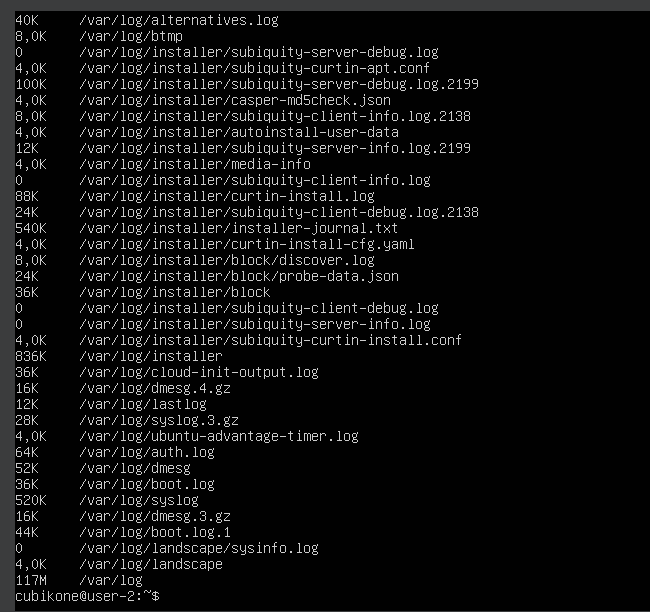 40K /var/log/alternatives.log
8,0K /var/log/btmp
0 /var/log/installer/subiquity-server-debug.log
4,0K /var/log/installer/subiquity-curtin-apt.conf
100K /var/log/installer/subiquity-server-debug.log.2199
4,0K /var/log/installer/casper-md5check.json
8,0K /var/log/installer/subiquity-client-info.log.2138
4,0K /var/log/installer/autoinstall-user-data
12K /var/log/installer/subiquity-server-info.log.2199
4,0K /var/log/installer/media-info
0 /var/log/installer/subiquity-client-info.log
88K /var/log/installer/curtin-install.log
24K /var/log/installer/subiquity-client-debug.log.2138
540K /var/log/installer/installer-journal.txt
4,0K /var/log/installer/curtin-install-cfg.yaml
8,0K /var/log/installer/block/discover.log
24K /var/log/installer/block/probe-data.json
36K /var/log/installer/block
0 /var/log/installer/subiquity-client-debug.log
0 /var/log/installer/subiquity-server-info.log
4,0K /var/log/installer/subiquity-curtin-install.conf
836K /var/log/installer
36K /var/log/cloud-init-output.log
16K /var/log/dmesg.4.gz
12K /var/log/lastlog
28K /var/log/syslog.3.gz
4,0K /var/log/ubuntu-advantage-timer.log
64K /var/log/auth.log
52K /var/log/dmesg
36K /var/log/boot.log
520K /var/log/syslog
16K /var/log/dmesg.3.gz
44K /var/log/boot.log.1
0 /var/log/landscape/sysinfo.log
4,0K /var/log/landscape
117M /var/log
cubikone@user-2:~$